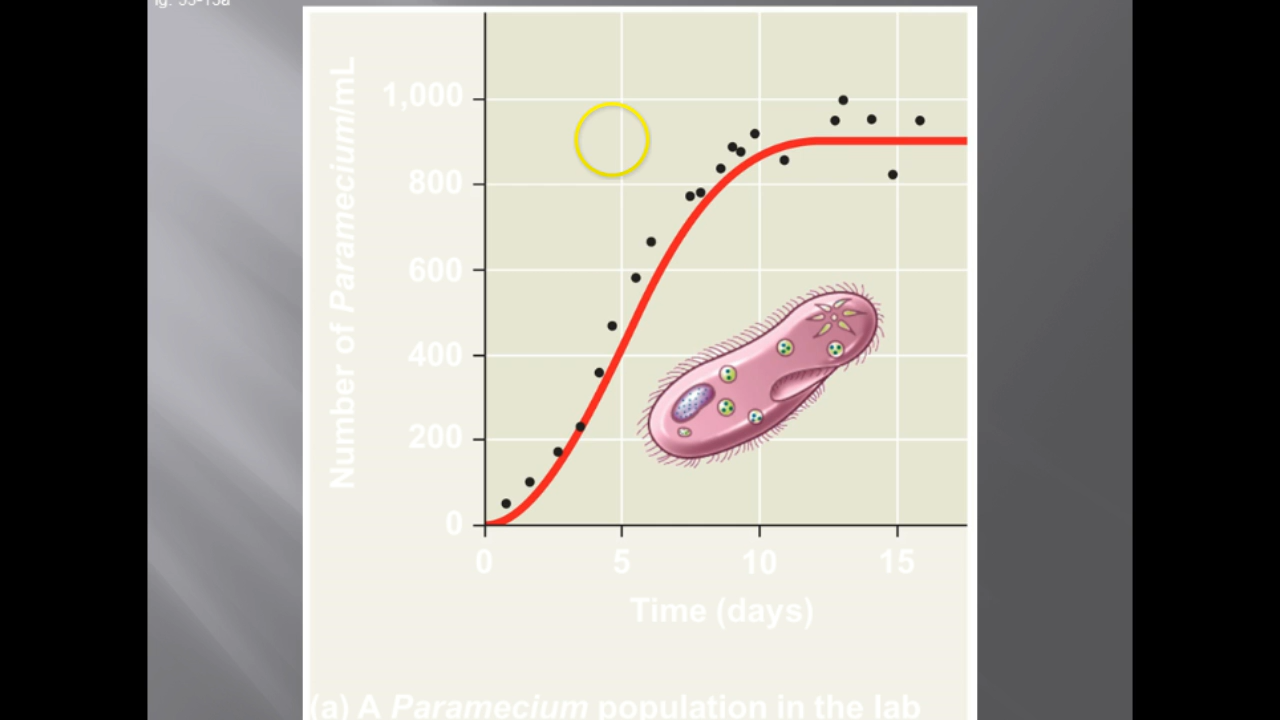 Number of Paramecium/mL
1,000
800
600
400
200
0
0 5 10 15
Time (days)
(a) A Paramecium population in the lab